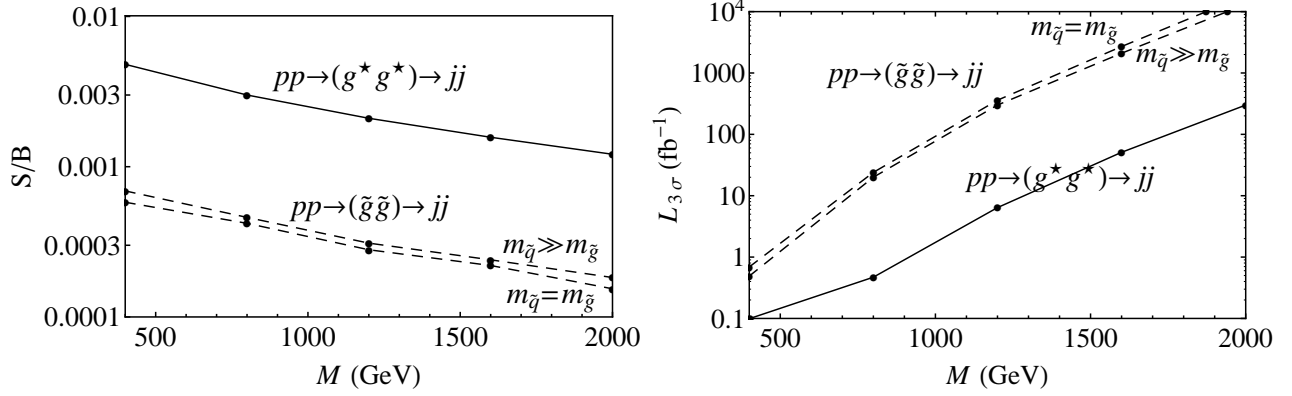 0.01
0.003
0.001
0.0003
0.0001
S/B
pp→(g⋆ g⋆)→jj
pp→(g̃g̃)→jj
m_q̃≫m_g̃
m_q̃=m_g̃
500 1000 1500 2000
M (GeV)
10⁴
1000
100
10
1
0.1
L₃σ (fb⁻¹)
m_q̃=m_g̃
pp→(g̃g̃)→jj
m_q̃≫m_g̃
pp→(g⋆ g⋆)→jj
500 1000 1500 2000
M (GeV)